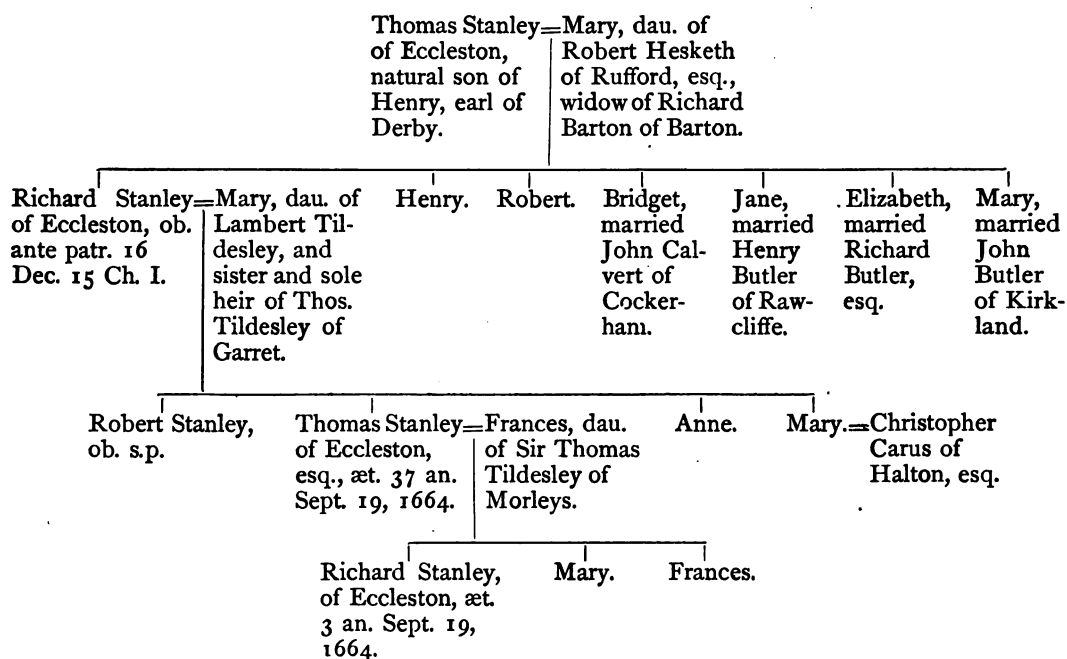 Thomas Stanley=Mary, dau. of
of Eccleston, Robert Hesketh
natural son of of Rufford, esq.,
Henry, earl of widow of Richard
Derby. Barton of Barton.
Richard Stanley=Mary, dau. of Henry. Robert. Bridget, Jane, Elizabeth, Mary,
of Eccleston, ob. Lambert Til- married married married married
ante patr. 16 desley, and John Cal- Henry Richard John
Dec. 15 Ch. I. sister and sole vert of Butler Butler, Butler
heir of Thos. Cocker- of Raw- esq. of Kirk-
Tildesley of ham. cliffe. land.
Garret.
Robert Stanley, Thomas Stanley=Frances, dau. Anne. Mary.=Christopher
ob. s.p. of Eccleston, of Sir Thomas Carus of
esq., æt. 37 an. Tildesley of Halton, esq.
Sept. 19, 1664. Morleys.
Richard Stanley, Mary. Frances.
of Eccleston, æt.
3 an. Sept. 19,
1664.